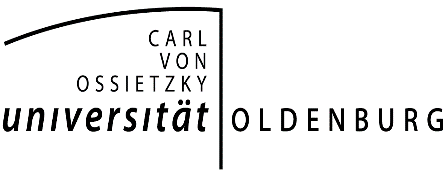 CARL
VON
OSSIETZKY
universität OLDENBURG